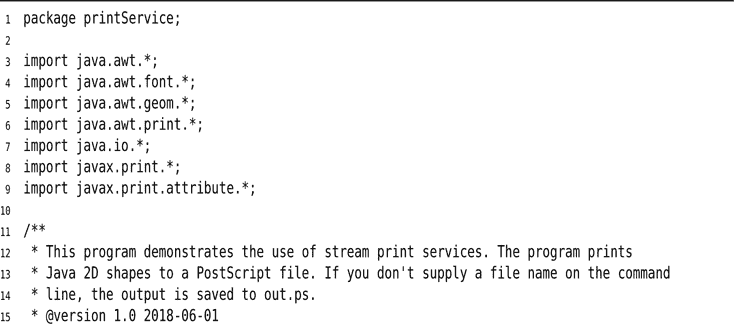 1 package printService;
2
3 import java.awt.*;
4 import java.awt.font.*;
5 import java.awt.geom.*;
6 import java.awt.print.*;
7 import java.io.*;
8 import javax.print.*;
9 import javax.print.attribute.*;
10
11 /**
12 * This program demonstrates the use of stream print services. The program prints
13 * Java 2D shapes to a PostScript file. If you don't supply a file name on the command
14 * line, the output is saved to out.ps.
15 * @version 1.0 2018-06-01